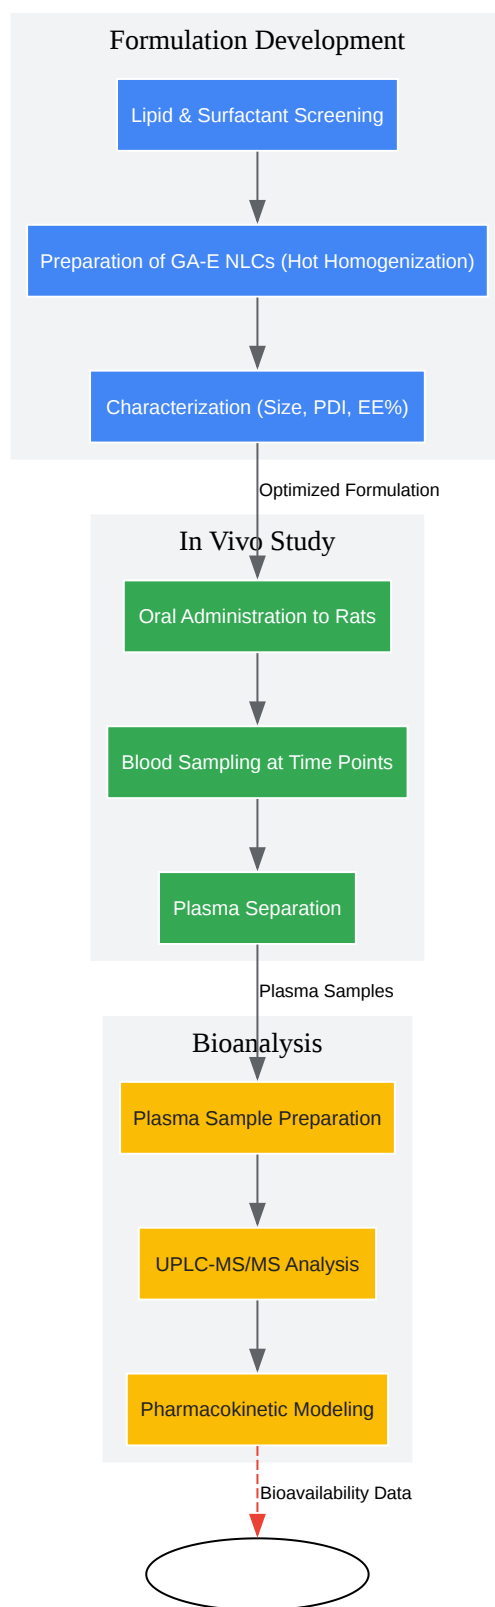 Formulation Development
Lipid & Surfactant Screening
Preparation of GA-E NLCs (Hot Homogenization)
Characterization (Size, PDI, EE%)
Optimized Formulation
In Vivo Study
Oral Administration to Rats
Blood Sampling at Time Points
Plasma Separation
Plasma Samples
Bioanalysis
Plasma Sample Preparation
UPLC-MS/MS Analysis
Pharmacokinetic Modeling
Bioavailability Data